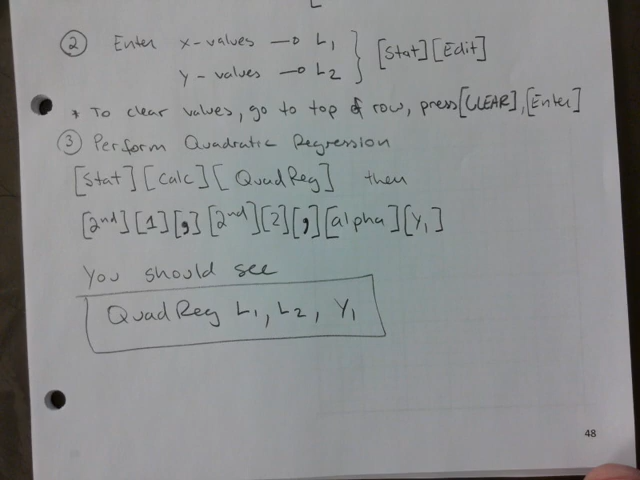 ② Enter x-values → L₁ } [Stat][Edit]
y-values → L₂
* To clear values, go to top of row, press [CLEAR], [Enter]
③ Perform Quadratic Regression
[Stat][Calc][QuadReg] then
[2nd][1][,][2nd][2][,][alpha][Y₁]
You should see
QuadReg L₁, L₂, Y₁
48